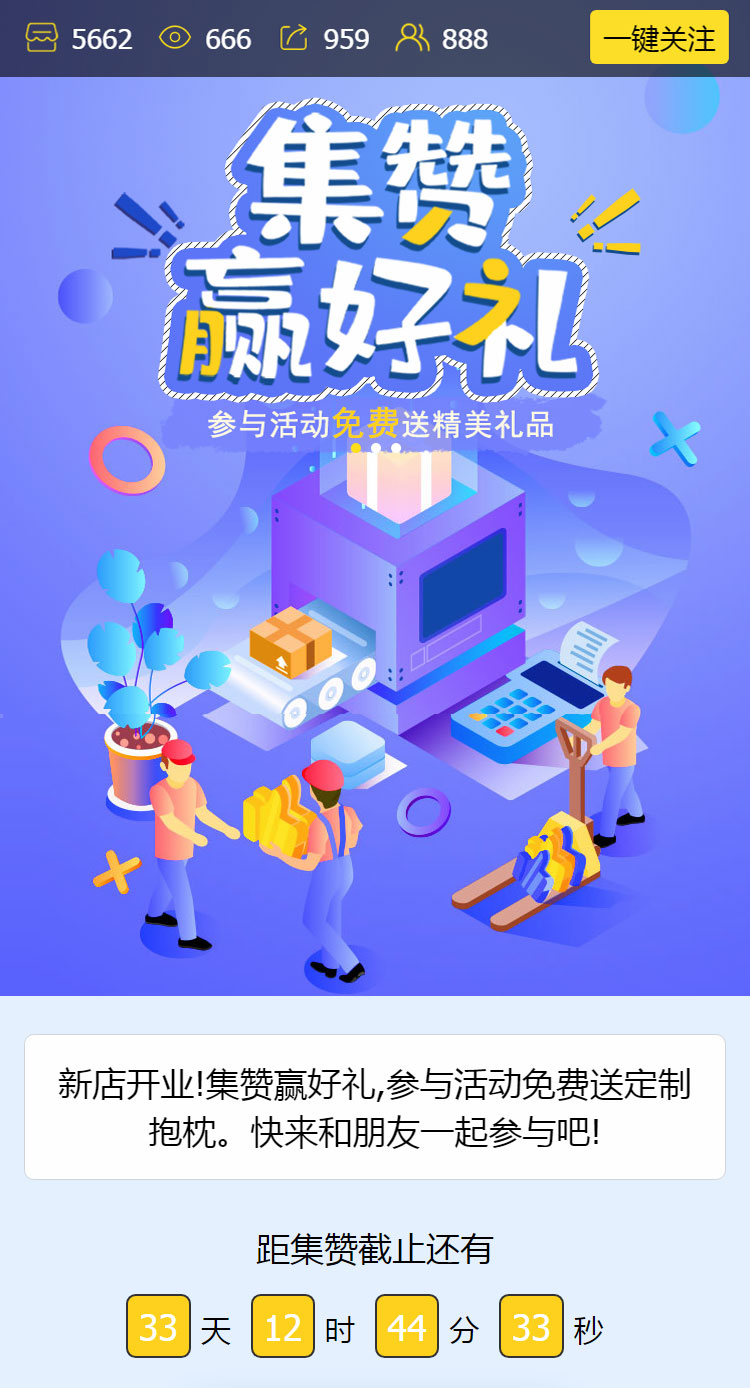 5662 666 959 888 一键关注
集赞
赢好礼
参与活动免费送精美礼品
新店开业!集赞赢好礼,参与活动免费送定制
抱枕。快来和朋友一起参与吧!
距集赞截止还有
33 天 12 时 44 分 33 秒